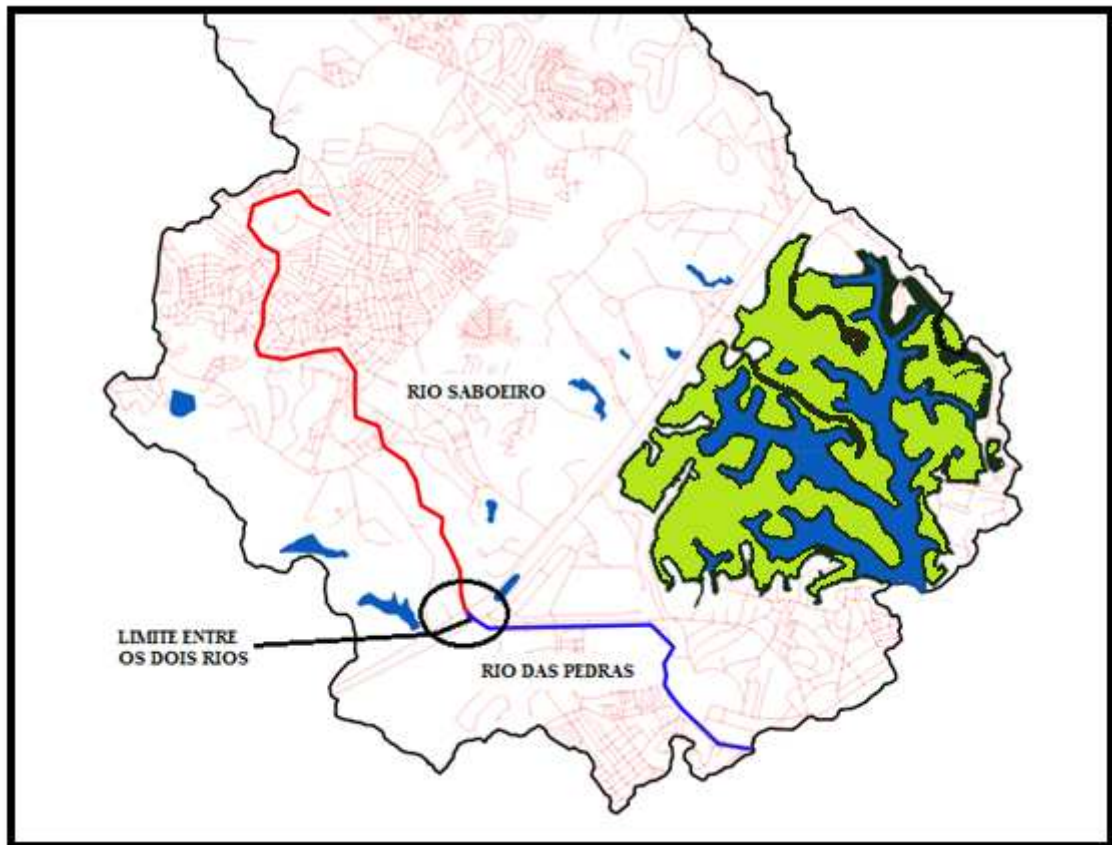 RIO SABOEIRO
LIMITE ENTRE
OS DOIS RIOS
RIO DAS PEDRAS